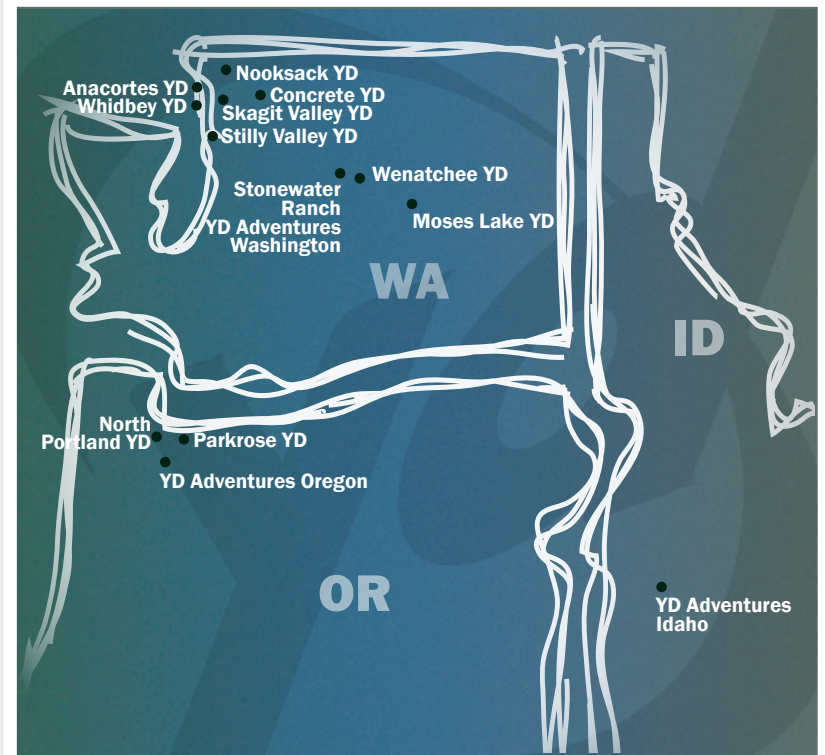 Nooksack YD
Anacortes YD
Concrete YD
Whidbey YD
Skagit Valley YD
Stilly Valley YD
Wenatchee YD
Stonewater
Ranch
YD Adventures
Washington
Moses Lake YD
WA
ID
North
Portland YD
Parkrose YD
YD Adventures Oregon
OR
YD Adventures
Idaho